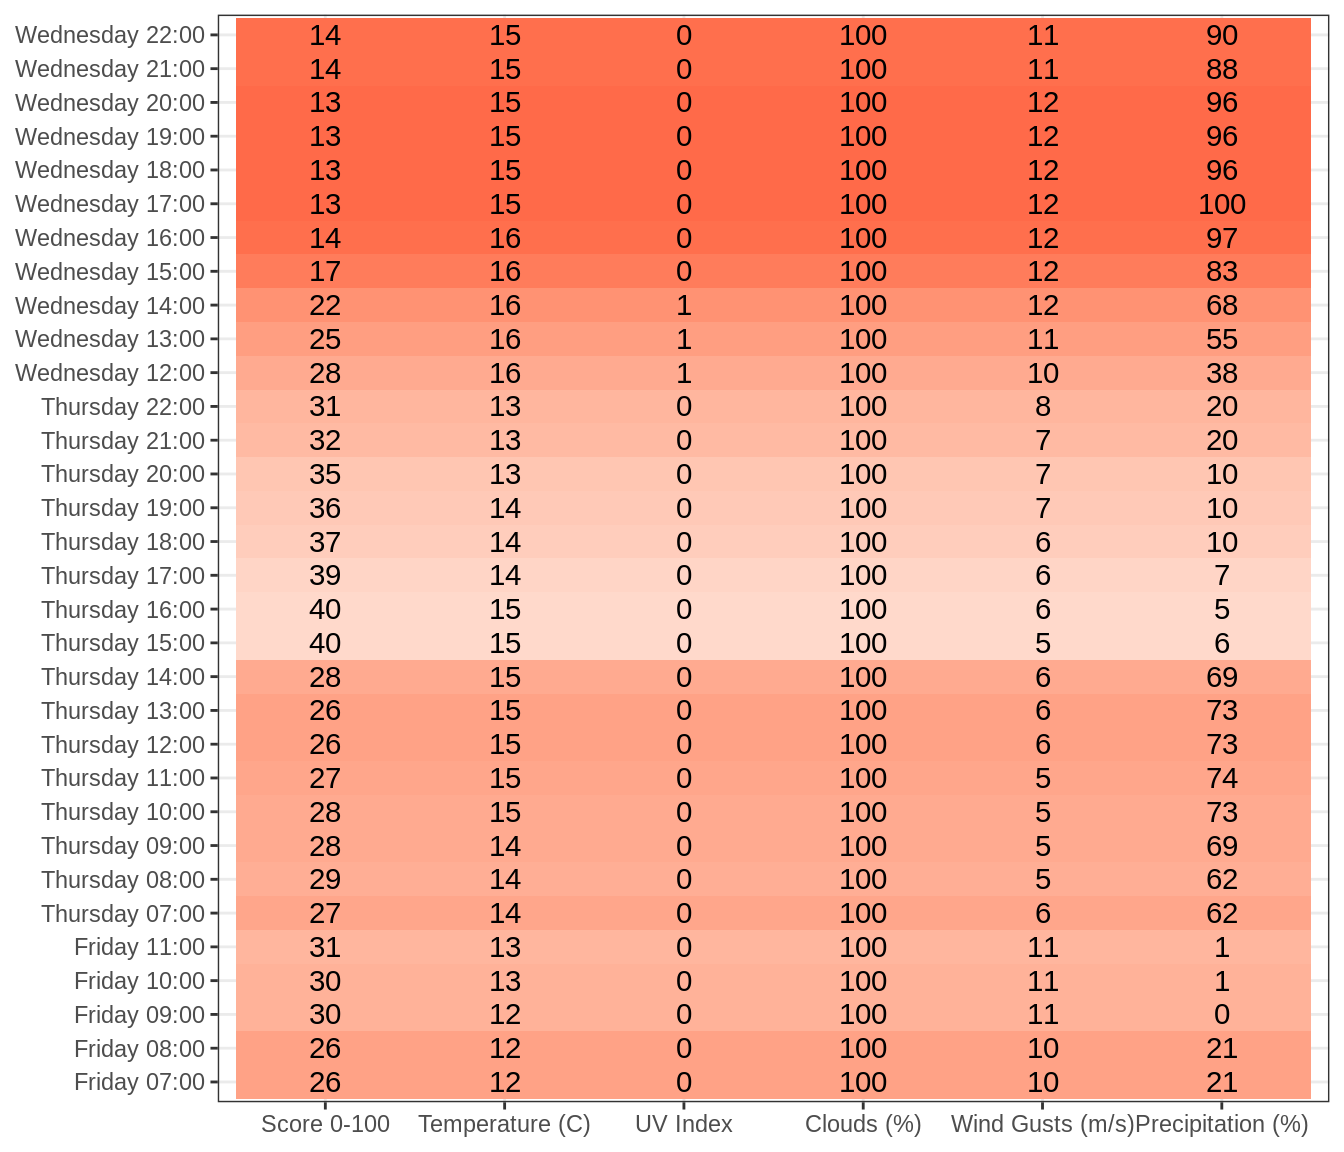 Wednesday 22:00 14 15 0 100 11 90
Wednesday 21:00 14 15 0 100 11 88
Wednesday 20:00 13 15 0 100 12 96
Wednesday 19:00 13 15 0 100 12 96
Wednesday 18:00 13 15 0 100 12 96
Wednesday 17:00 13 15 0 100 12 100
Wednesday 16:00 14 16 0 100 12 97
Wednesday 15:00 17 16 0 100 12 83
Wednesday 14:00 22 16 1 100 12 68
Wednesday 13:00 25 16 1 100 11 55
Wednesday 12:00 28 16 1 100 10 38
Thursday 22:00 31 13 0 100 8 20
Thursday 21:00 32 13 0 100 7 20
Thursday 20:00 35 13 0 100 7 10
Thursday 19:00 36 14 0 100 7 10
Thursday 18:00 37 14 0 100 6 10
Thursday 17:00 39 14 0 100 6 7
Thursday 16:00 40 15 0 100 6 5
Thursday 15:00 40 15 0 100 5 6
Thursday 14:00 28 15 0 100 6 69
Thursday 13:00 26 15 0 100 6 73
Thursday 12:00 26 15 0 100 6 73
Thursday 11:00 27 15 0 100 5 74
Thursday 10:00 28 15 0 100 5 73
Thursday 09:00 28 14 0 100 5 69
Thursday 08:00 29 14 0 100 5 62
Thursday 07:00 27 14 0 100 6 62
Friday 11:00 31 13 0 100 11 1
Friday 10:00 30 13 0 100 11 1
Friday 09:00 30 12 0 100 11 0
Friday 08:00 26 12 0 100 10 21
Friday 07:00 26 12 0 100 10 21
Score 0-100 Temperature (C) UV Index Clouds (%) Wind Gusts (m/s) Precipitation (%)